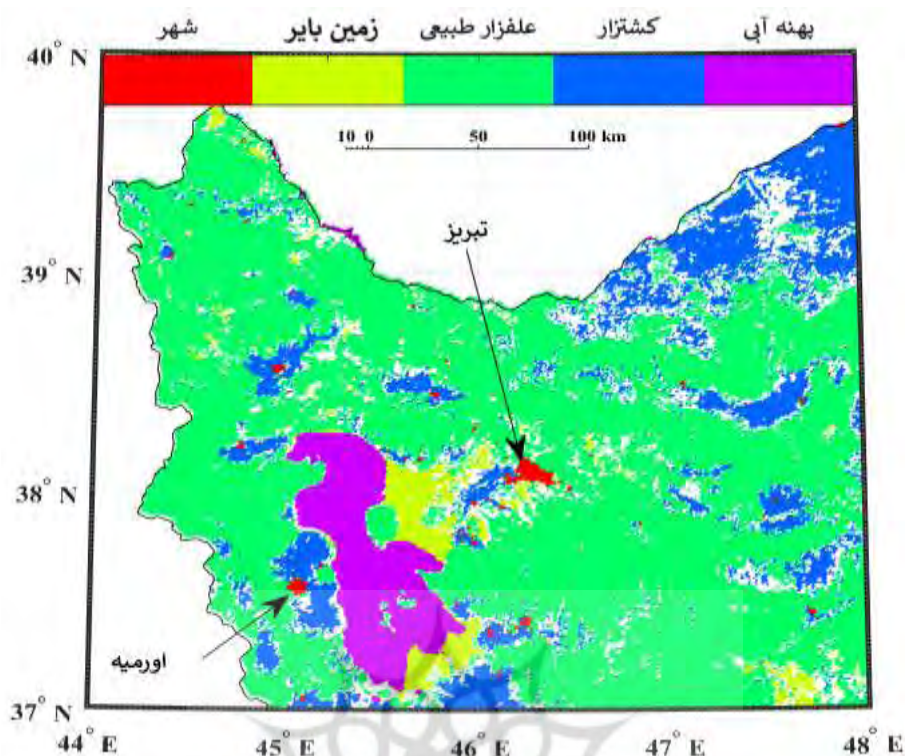 شهر زمین بایر علفزار طبیعی کشتزار پهنه آبی
40° N
10 0 50 100 km
تبریز
39° N
38° N
اورمیه
37° N
44° E 45° E 46° E 47° E 48° E